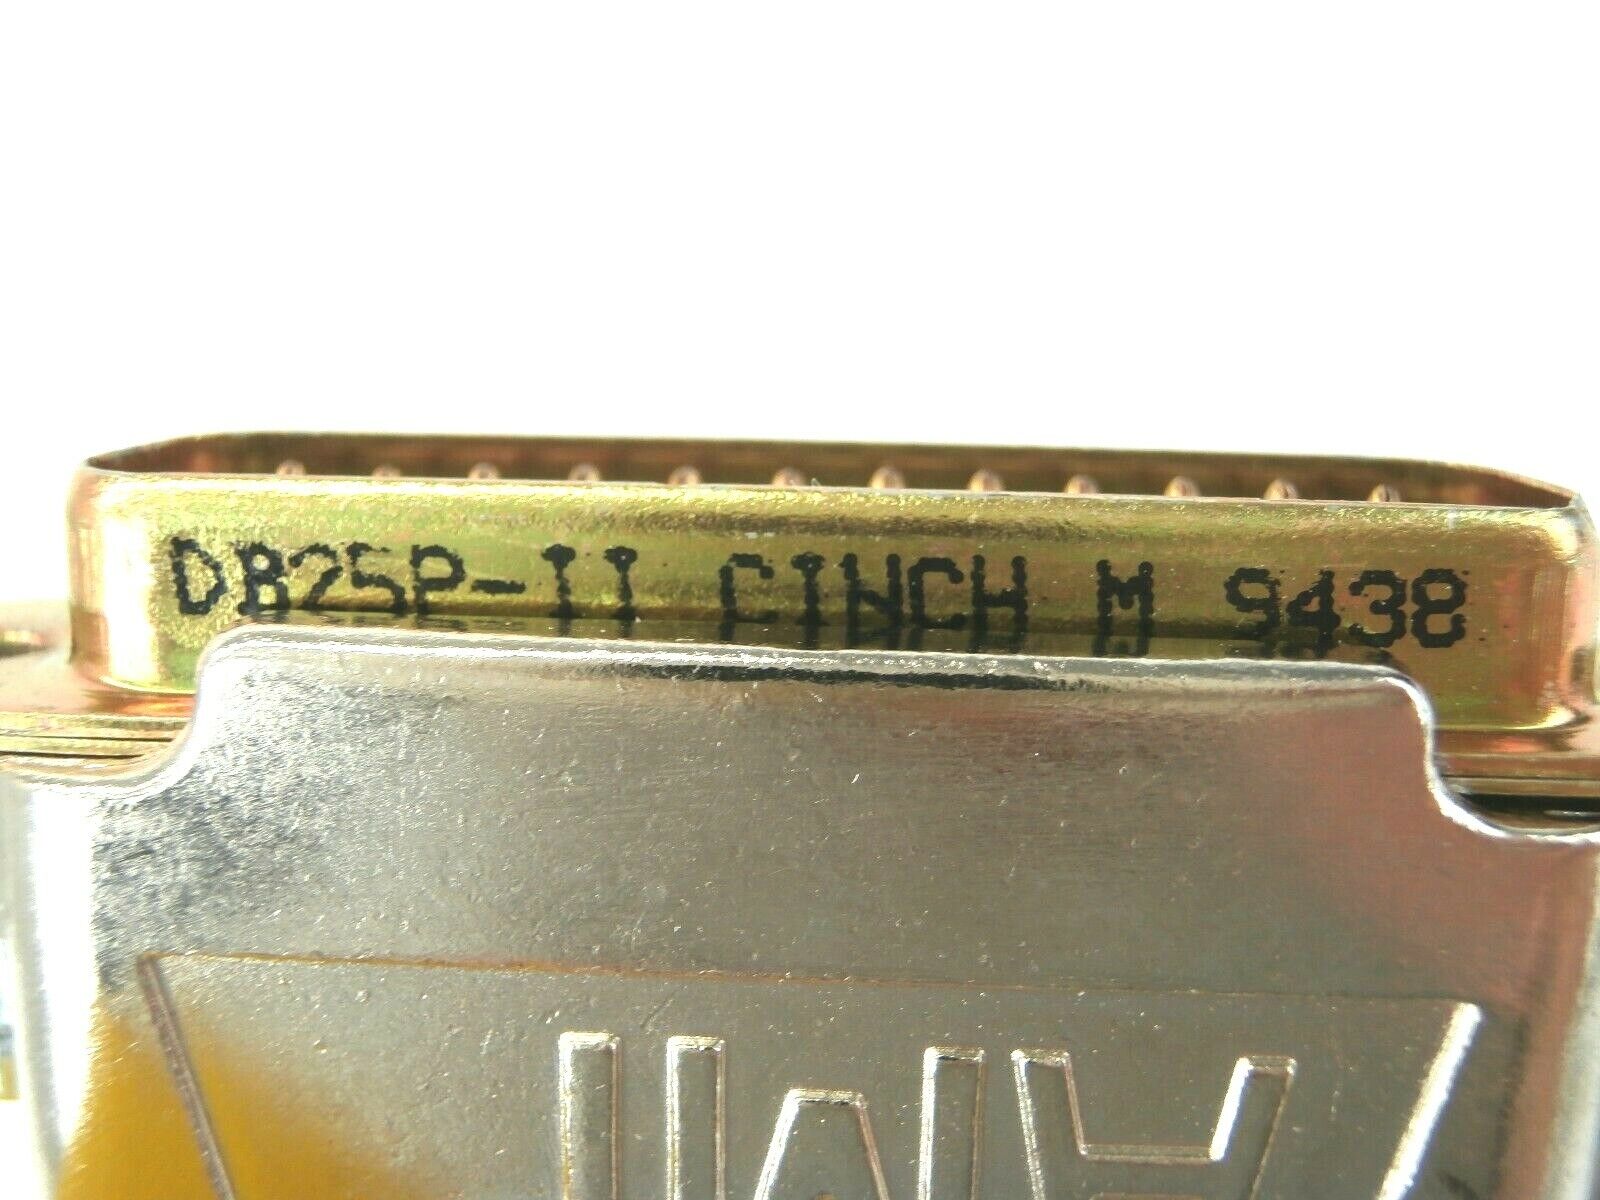 DB25P-II CINCH M 9438